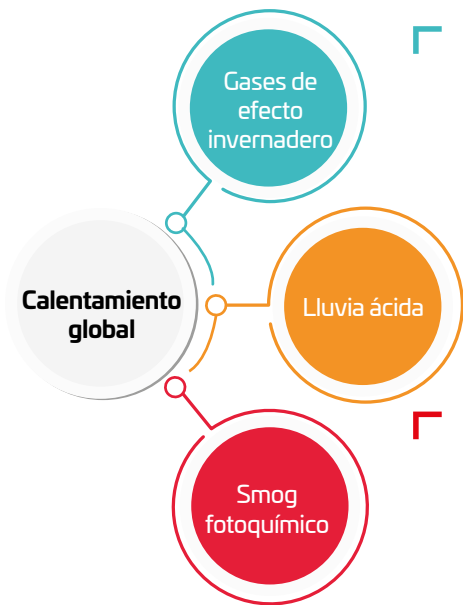 Gases de
efecto
invernadero
Calentamiento
global
Lluvia ácida
Smog
fotoquímico